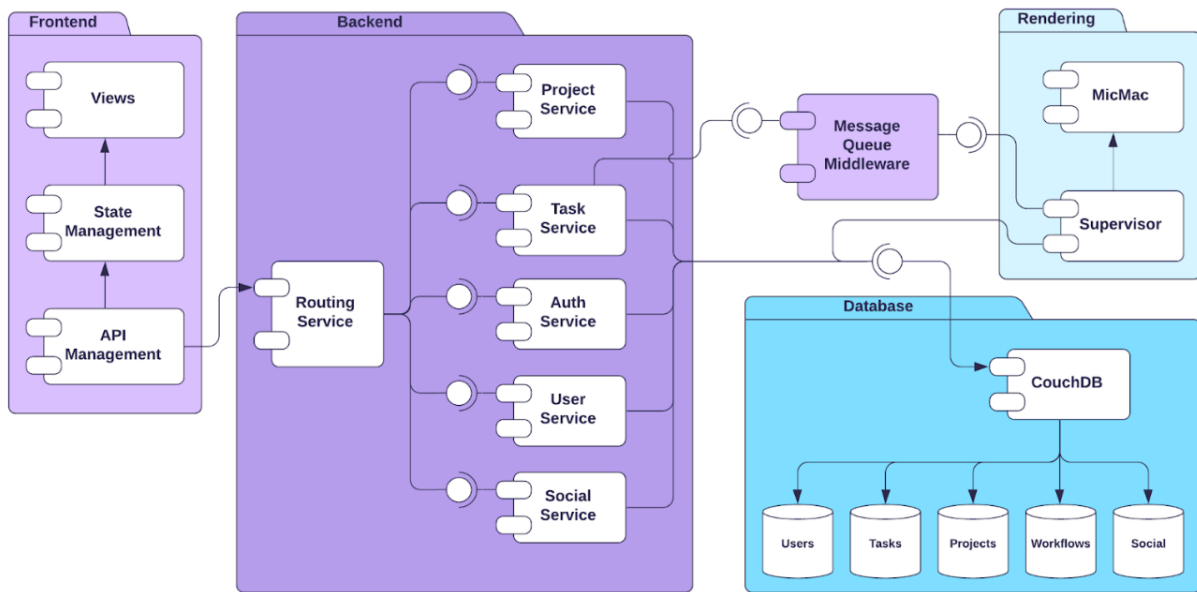 Frontend
Views
State
Management
API
Management
Backend
Routing
Service
Project
Service
Task
Service
Auth
Service
User
Service
Social
Service
Message
Queue
Middleware
Rendering
MicMac
Supervisor
Database
CouchDB
Users
Tasks
Projects
Workflows
Social